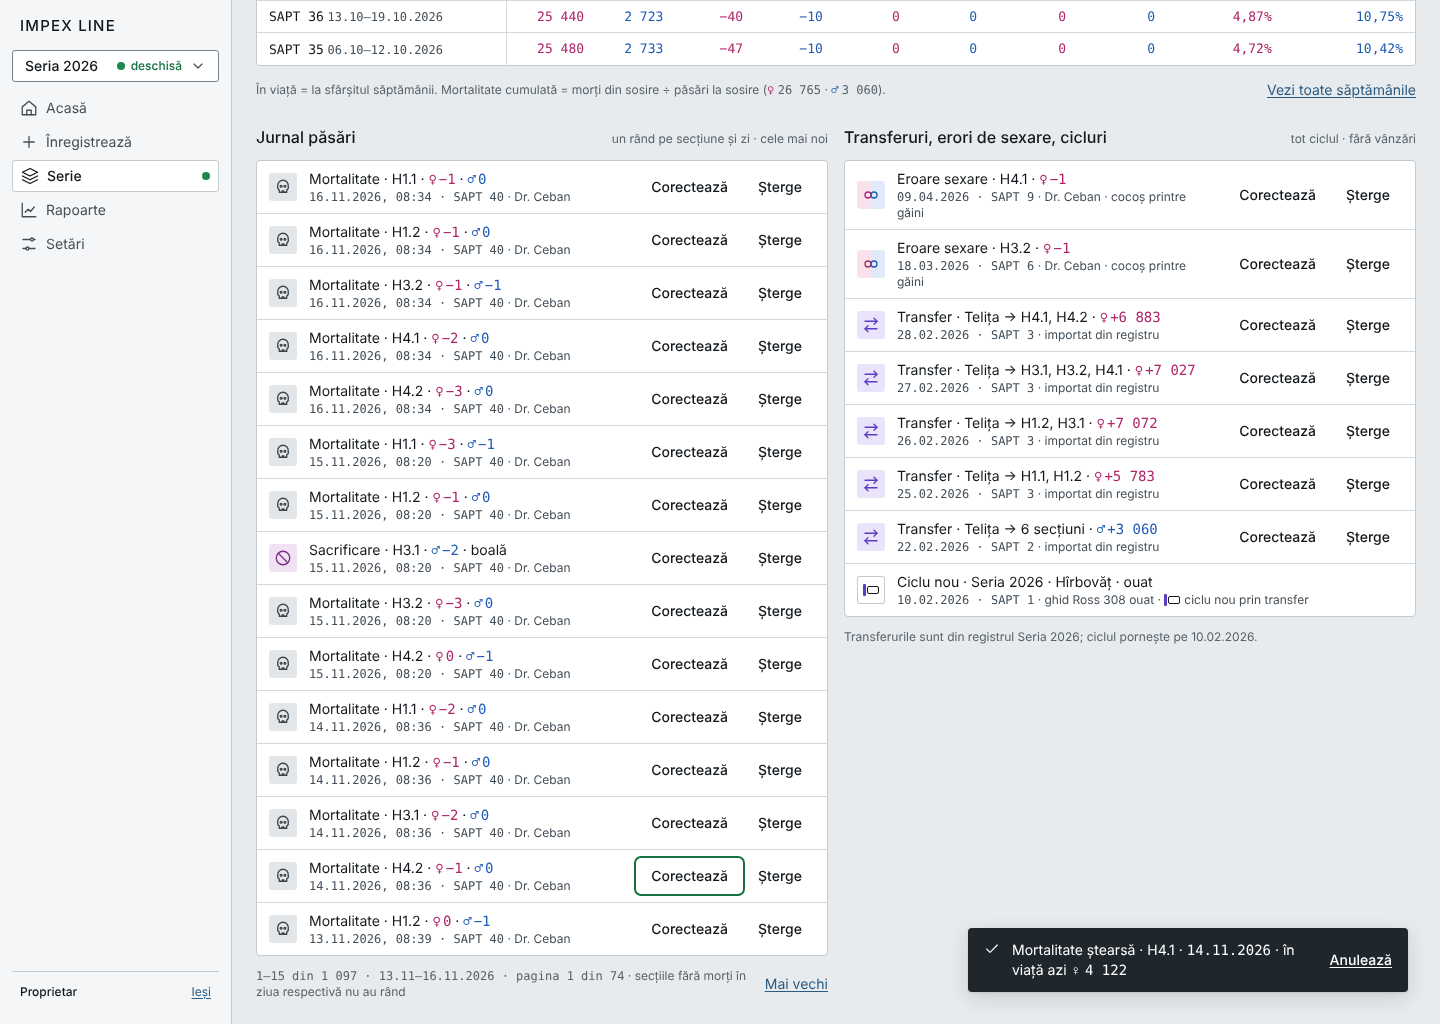 IMPEX LINE
Seria 2026 deschisă
Acasă
Înregistrează
Serie
Rapoarte
Setări
Proprietar Ieși
SAPT 36 13.10–19.10.2026 25 440 2 723 −40 −10 0 0 0 0 4,87% 10,75%
SAPT 35 06.10–12.10.2026 25 480 2 733 −47 −10 0 0 0 0 4,72% 10,42%
În viață = la sfârșitul săptămânii. Mortalitate cumulată = morți din sosire ÷ păsări la sosire (♀ 26 765 · ♂ 3 060). Vezi toate săptămânile
Jurnal păsări un rând pe secțiune și zi · cele mai noi
Mortalitate · H1.1 · ♀−1 · ♂0 Corectează Șterge
16.11.2026, 08:34 · SAPT 40 · Dr. Ceban
Mortalitate · H1.2 · ♀−1 · ♂0 Corectează Șterge
16.11.2026, 08:34 · SAPT 40 · Dr. Ceban
Mortalitate · H3.2 · ♀−1 · ♂−1 Corectează Șterge
16.11.2026, 08:34 · SAPT 40 · Dr. Ceban
Mortalitate · H4.1 · ♀−2 · ♂0 Corectează Șterge
16.11.2026, 08:34 · SAPT 40 · Dr. Ceban
Mortalitate · H4.2 · ♀−3 · ♂0 Corectează Șterge
16.11.2026, 08:34 · SAPT 40 · Dr. Ceban
Mortalitate · H1.1 · ♀−3 · ♂−1 Corectează Șterge
15.11.2026, 08:20 · SAPT 40 · Dr. Ceban
Mortalitate · H1.2 · ♀−1 · ♂0 Corectează Șterge
15.11.2026, 08:20 · SAPT 40 · Dr. Ceban
Sacrificare · H3.1 · ♂−2 · boală Corectează Șterge
15.11.2026, 08:20 · SAPT 40 · Dr. Ceban
Mortalitate · H3.2 · ♀−3 · ♂0 Corectează Șterge
15.11.2026, 08:20 · SAPT 40 · Dr. Ceban
Mortalitate · H4.2 · ♀0 · ♂−1 Corectează Șterge
15.11.2026, 08:20 · SAPT 40 · Dr. Ceban
Mortalitate · H1.1 · ♀−2 · ♂0 Corectează Șterge
14.11.2026, 08:36 · SAPT 40 · Dr. Ceban
Mortalitate · H1.2 · ♀−1 · ♂0 Corectează Șterge
14.11.2026, 08:36 · SAPT 40 · Dr. Ceban
Mortalitate · H3.1 · ♀−2 · ♂0 Corectează Șterge
14.11.2026, 08:36 · SAPT 40 · Dr. Ceban
Mortalitate · H4.2 · ♀−1 · ♂0 Corectează Șterge
14.11.2026, 08:36 · SAPT 40 · Dr. Ceban
Mortalitate · H1.2 · ♀0 · ♂−1 Corectează Șterge
13.11.2026, 08:39 · SAPT 40 · Dr. Ceban
1–15 din 1 097 · 13.11–16.11.2026 · pagina 1 din 74 · secțiile fără morți în
ziua respectivă nu au rând
Mai vechi
Transferuri, erori de sexare, cicluri tot ciclul · fără vânzări
Eroare sexare · H4.1 · ♀−1 Corectează Șterge
09.04.2026 · SAPT 9 · Dr. Ceban · cocoș printre
găini
Eroare sexare · H3.2 · ♀−1 Corectează Șterge
18.03.2026 · SAPT 6 · Dr. Ceban · cocoș printre
găini
Transfer · Telița → H4.1, H4.2 · ♀+6 883 Corectează Șterge
28.02.2026 · SAPT 3 · importat din registru
Transfer · Telița → H3.1, H3.2, H4.1 · ♀+7 027 Corectează Șterge
27.02.2026 · SAPT 3 · importat din registru
Transfer · Telița → H1.2, H3.1 · ♀+7 072 Corectează Șterge
26.02.2026 · SAPT 3 · importat din registru
Transfer · Telița → H1.1, H1.2 · ♀+5 783 Corectează Șterge
25.02.2026 · SAPT 3 · importat din registru
Transfer · Telița → 6 secțiuni · ♂+3 060 Corectează Șterge
22.02.2026 · SAPT 2 · importat din registru
Ciclu nou · Seria 2026 · Hîrbovăț · ouat
10.02.2026 · SAPT 1 · ghid Ross 308 ouat · ciclu nou prin transfer
Transferurile sunt din registrul Seria 2026; ciclul pornește pe 10.02.2026.
Mortalitate ștearsă · H4.1 · 14.11.2026 · în
viață azi ♀ 4 122
Anulează